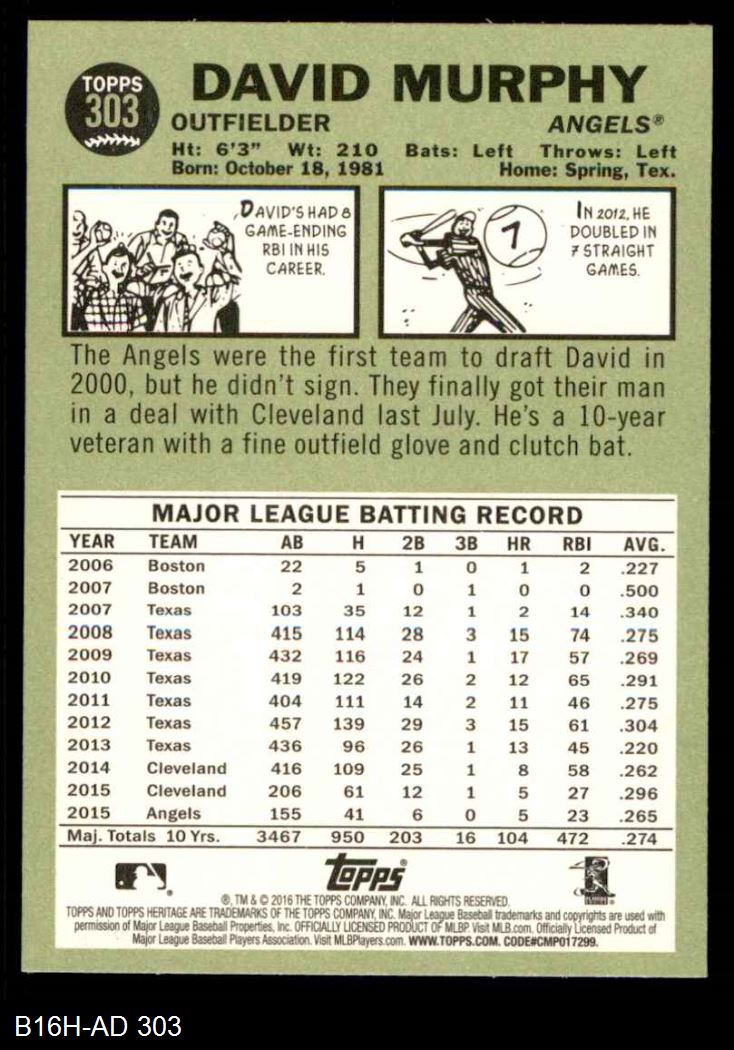 TOPPS
303
DAVID MURPHY
OUTFIELDER ANGELS®
Ht: 6'3" Wt: 210 Bats: Left Throws: Left
Born: October 18, 1981 Home: Spring, Tex.
DAVID'S HAD 8
GAME-ENDING
RBI IN HIS
CAREER.
7
IN 2012, HE
DOUBLED IN
7 STRAIGHT
GAMES.
The Angels were the first team to draft David in
2000, but he didn't sign. They finally got their man
in a deal with Cleveland last July. He's a 10-year
veteran with a fine outfield glove and clutch bat.
MAJOR LEAGUE BATTING RECORD
YEAR TEAM AB H 2B 3B HR RBI AVG.
2006 Boston 22 5 1 0 1 2 .227
2007 Boston 2 1 0 1 0 0 .500
2007 Texas 103 35 12 1 2 14 .340
2008 Texas 415 114 28 3 15 74 .275
2009 Texas 432 116 24 1 17 57 .269
2010 Texas 419 122 26 2 12 65 .291
2011 Texas 404 111 14 2 11 46 .275
2012 Texas 457 139 29 3 15 61 .304
2013 Texas 436 96 26 1 13 45 .220
2014 Cleveland 416 109 25 1 8 58 .262
2015 Cleveland 206 61 12 1 5 27 .296
2015 Angels 155 41 6 0 5 23 .265
Maj. Totals 10 Yrs. 3467 950 203 16 104 472 .274
topps®
®, TM & © 2016 THE TOPPS COMPANY, INC. ALL RIGHTS RESERVED.
TOPPS AND TOPPS HERITAGE ARE TRADEMARKS OF THE TOPPS COMPANY, INC. Major League Baseball trademarks and copyrights are used with
permission of Major League Baseball Properties, Inc. OFFICIALLY LICENSED PRODUCT OF MLBP Visit MLB.com. Officially Licensed Product of
Major League Baseball Players Association. Visit MLBPlayers.com. WWW.TOPPS.COM. CODE#CMP017299.
B16H-AD 303